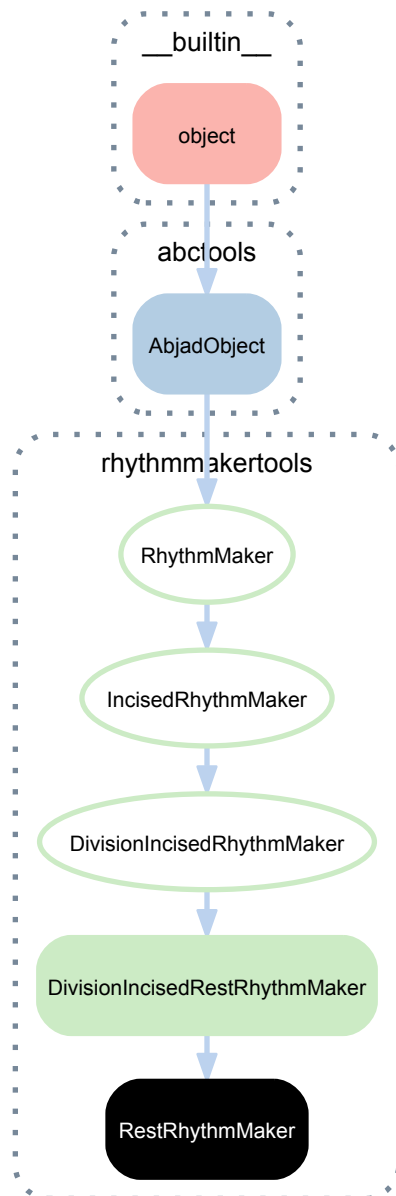 __builtin__
object
abctools
AbjadObject
rhythmmakertools
RhythmMaker
IncisedRhythmMaker
DivisionIncisedRhythmMaker
DivisionIncisedRestRhythmMaker
RestRhythmMaker